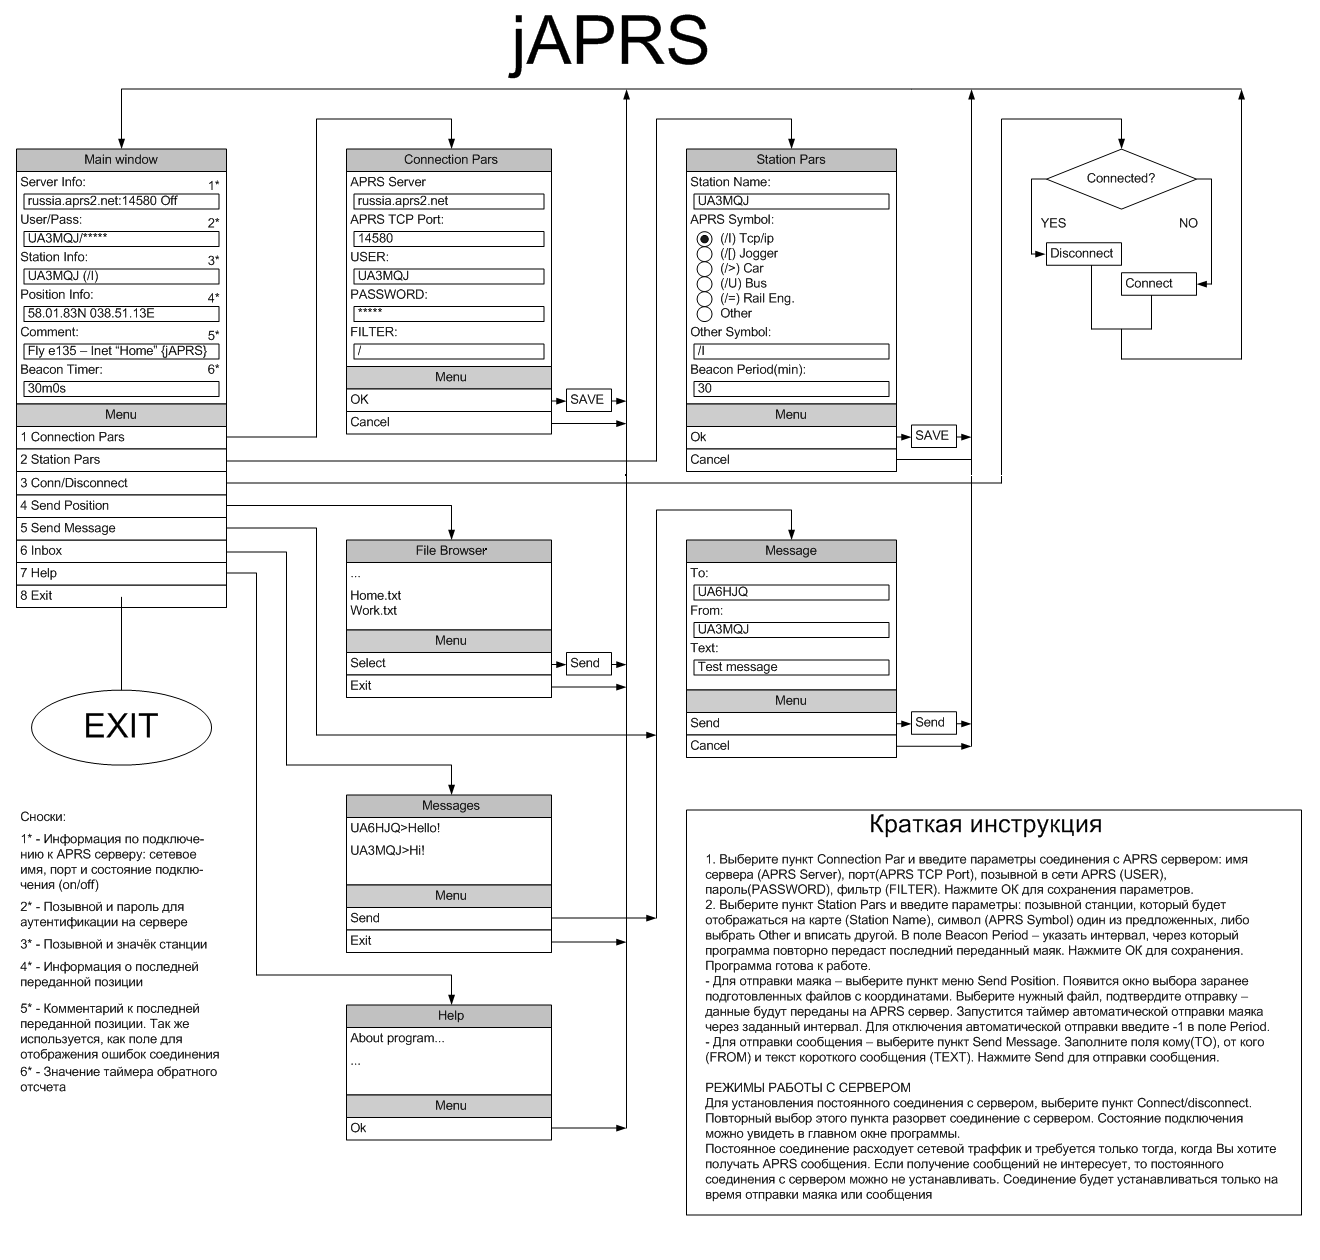 jAPRS
Main window
Server Info:
1*
russia.aprs2.net:14580 Off
User/Pass:
2*
UA3MQJ/*****
Station Info:
3*
UA3MQJ (/I)
Position Info:
4*
58.01.83N 038.51.13E
Comment:
5*
Fly e135 – Inet “Home” {jAPRS}
Beacon Timer:
6*
30m0s
Menu
1 Connection Pars
2 Station Pars
3 Conn/Disconnect
4 Send Position
5 Send Message
6 Inbox
7 Help
8 Exit
EXIT
Connection Pars
APRS Server
russia.aprs2.net
APRS TCP Port:
14580
USER:
UA3MQJ
PASSWORD:
*****
FILTER:
/
Menu
OK
SAVE
Cancel
Station Pars
Station Name:
UA3MQJ
APRS Symbol:
(/I) Tcp/ip
(/[) Jogger
(/>) Car
(/U) Bus
(/=) Rail Eng.
Other
Other Symbol:
/I
Beacon Period(min):
30
Menu
Ok
SAVE
Cancel
Connected?
YES
NO
Disconnect
Connect
File Browser
...
Home.txt
Work.txt
Menu
Select
Send
Exit
Message
To:
UA6HJQ
From:
UA3MQJ
Text:
Test message
Menu
Send
Send
Cancel
Messages
UA6HJQ>Hello!
UA3MQJ>Hi!
Menu
Send
Exit
Help
About program...
...
Menu
Ok
Сноски:
1* - Информация по подключе-
нию к APRS серверу: сетевое
имя, порт и состояние подклю-
чения (on/off)
2* - Позывной и пароль для
аутентификации на сервере
3* - Позывной и значёк станции
4* - Информация о последней
переданной позиции
5* - Комментарий к последней
переданной позиции. Так же
используется, как поле для
отображения ошибок соединения
6* - Значение таймера обратного
отсчета
Краткая инструкция
1. Выберите пункт Connection Par и введите параметры соединения с APRS сервером: имя
сервера (APRS Server), порт(APRS TCP Port), позывной в сети APRS (USER),
пароль(PASSWORD), фильтр (FILTER). Нажмите ОК для сохранения параметров.
2. Выберите пункт Station Pars и введите параметры: позывной станции, который будет
отображаться на карте (Station Name), символ (APRS Symbol) один из предложенных, либо
выбрать Other и вписать другой. В поле Beacon Period – указать интервал, через который
программа повторно передаст последний переданный маяк. Нажмите ОК для сохранения.
Программа готова к работе.
- Для отправки маяка – выберите пункт меню Send Position. Появится окно выбора заранее
подготовленных файлов с координатами. Выберите нужный файл, подтвердите отправку –
данные будут переданы на APRS сервер. Запустится таймер автоматической отправки маяка
через заданный интервал. Для отключения автоматической отправки введите -1 в поле Period.
- Для отправки сообщения – выберите пункт Send Message. Заполните поля кому(TO), от кого
(FROM) и текст короткого сообщения (TEXT). Нажмите Send для отправки сообщения.
РЕЖИМЫ РАБОТЫ С СЕРВЕРОМ
Для установления постоянного соединения с сервером, выберите пункт Connect/disconnect.
Повторный выбор этого пункта разорвет соединение с сервером. Состояние подключения
можно увидеть в главном окне программы.
Постоянное соединение расходует сетевой траффик и требуется только тогда, когда Вы хотите
получать APRS сообщения. Если получение сообщений не интересует, то постоянного
соединения с сервером можно не устанавливать. Соединение будет устанавливаться только на
время отправки маяка или сообщения